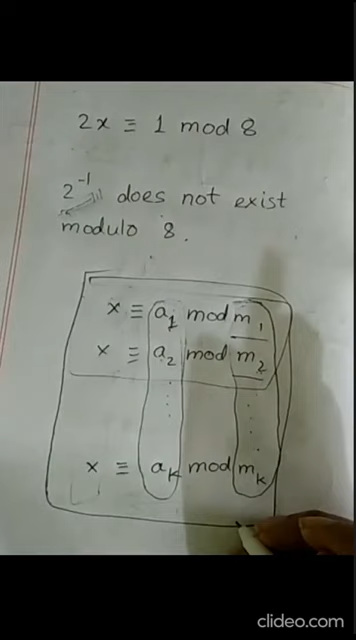 2x ≡ 1 mod 8
2⁻¹ does not exist
modulo 8.
x ≡ a₁ mod m₁
x ≡ a₂ mod m₂
x ≡ aₖ mod mₖ
clideo.com